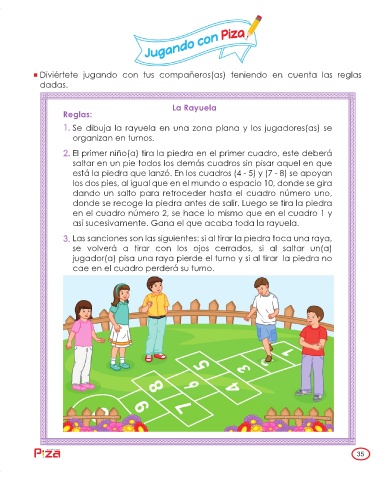 Jugando con Piza
Diviértete jugando con tus compañeros(as) teniendo en cuenta las reglas
dadas.
La Rayuela
Reglas:
1. Se dibuja la rayuela en una zona plana y los jugadores(as) se
organizan en turnos.
2. El primer niño(a) tira la piedra en el primer cuadro, este deberá
saltar en un pie todos los demás cuadros sin pisar aquel en que
está la piedra que lanzó. En los cuadros (4 - 5) y (7 - 8) se apoyan
los dos pies, al igual que en el mundo o espacio 10, donde se gira
dando un salto para retroceder hasta el cuadro número uno,
donde se recoge la piedra antes de salir. Luego se tira la piedra
en el cuadro número 2, se hace lo mismo que en el cuadro 1 y
así sucesivamente. Gana el que acaba toda la rayuela.
3. Las sanciones son las siguientes: si al tirar la piedra toca una raya,
se volverá a tirar con los ojos cerrados, si al saltar un(a)
jugador(a) pisa una raya pierde el turno y si al tirar la piedra no
cae en el cuadro perderá su turno.
5 3 2 1
8 6 4
9 7
Piza
35